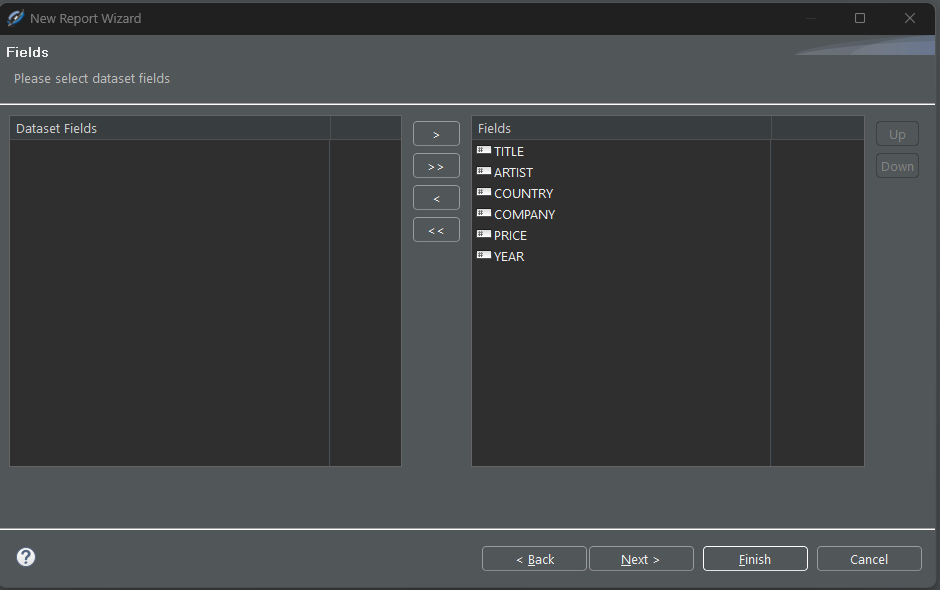 New Report Wizard
Fields
Please select dataset fields
Dataset Fields
>
>>
<
<<
Fields
TITLE
ARTIST
COUNTRY
COMPANY
PRICE
YEAR
Up
Down
?
< Back
Next >
Finish
Cancel